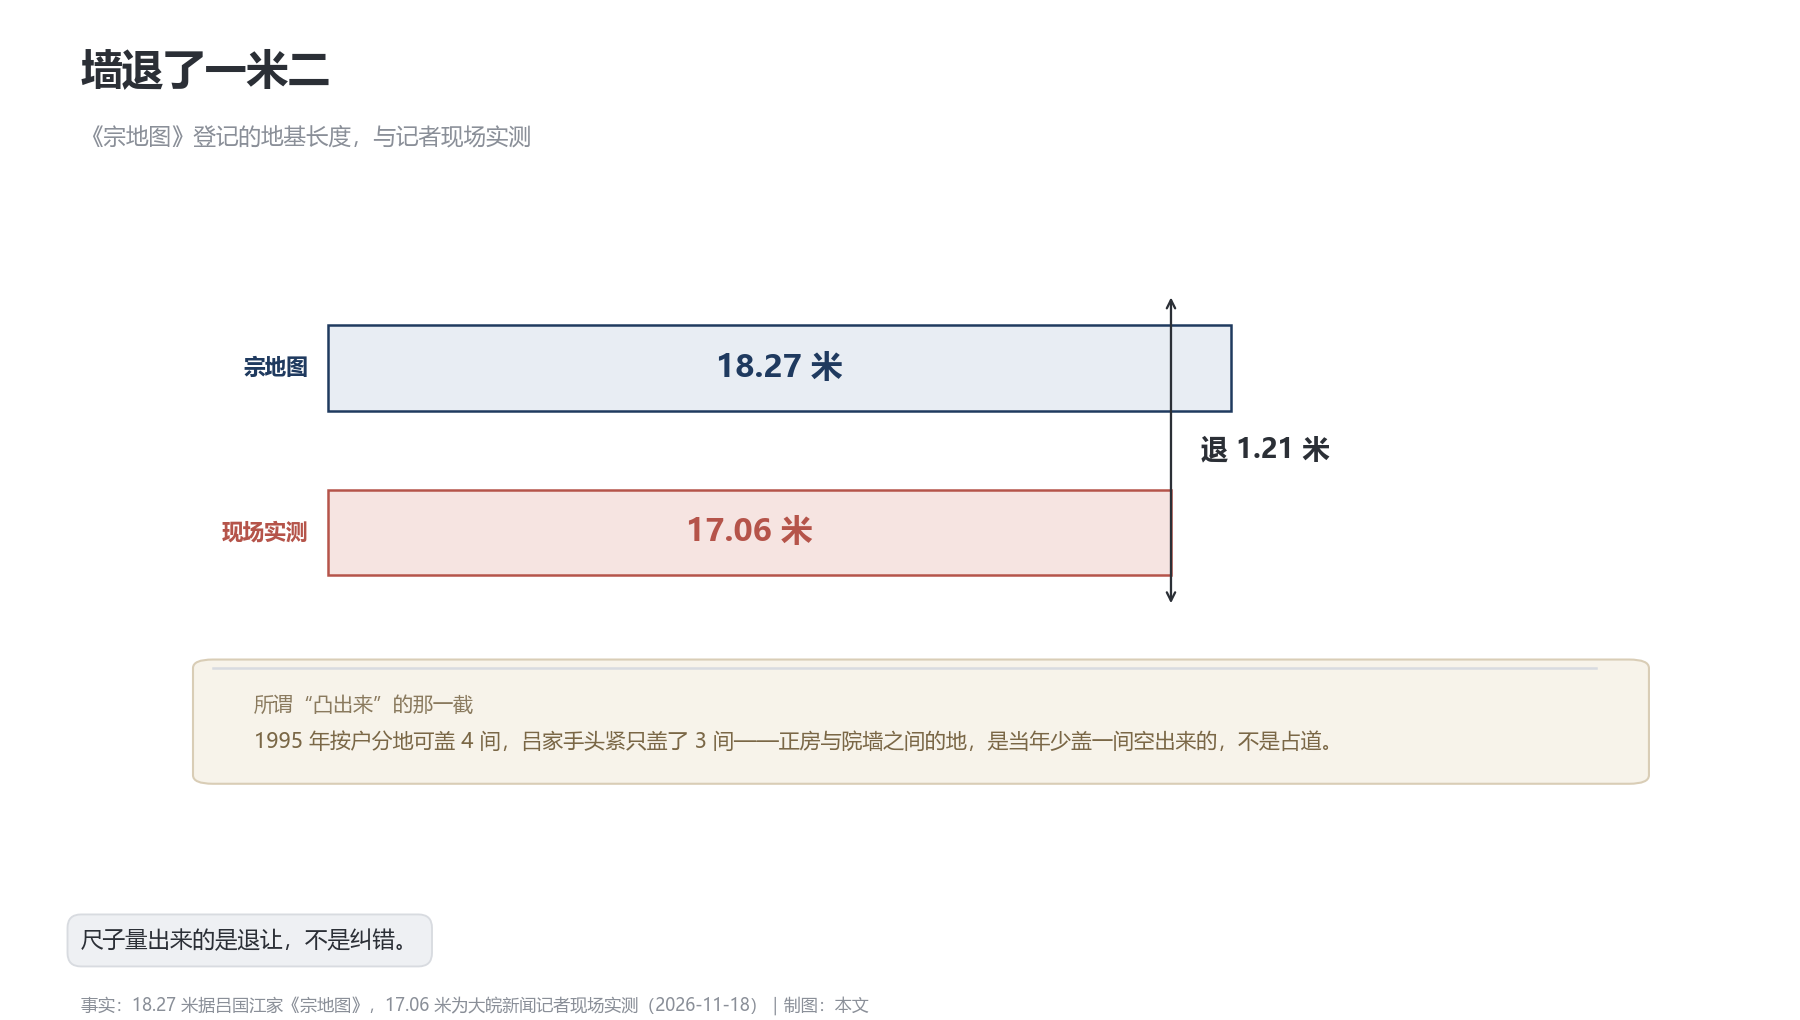 墙退了一米二
《宗地图》登记的地基长度，与记者现场实测
宗地图
18.27 米
退 1.21 米
现场实测
17.06 米
所谓“凸出来”的那一截
1995 年按户分地可盖 4 间，吕家手头紧只盖了 3 间——正房与院墙之间的地，是当年少盖一间空出来的，不是占道。
尺子量出来的是退让，不是纠错。
事实：18.27 米据吕国江家《宗地图》，17.06 米为大皖新闻记者现场实测（2026-11-18）｜制图：本文